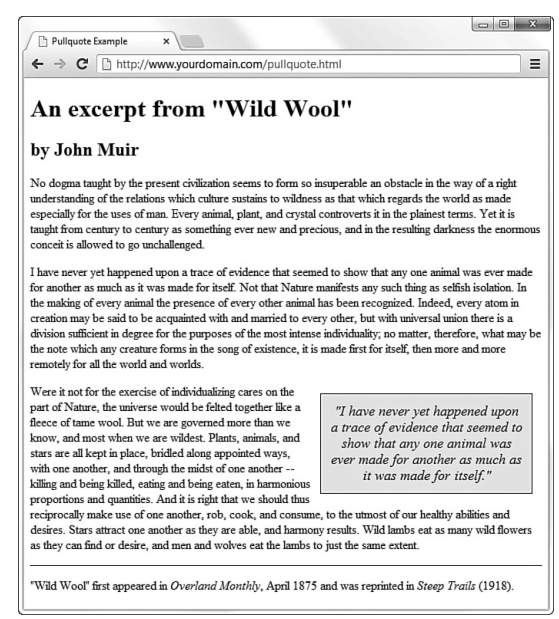 Pullquote Example
http://www.yourdomain.com/pullquote.html
An excerpt from "Wild Wool"
by John Muir
No dogma taught by the present civilization seems to form so insuperable an obstacle in the way of a right
understanding of the relations which culture sustains to wildness as that which regards the world as made
especially for the uses of man. Every animal, plant, and crystal controverts it in the plainest terms. Yet it is
taught from century to century as something ever new and precious, and in the resulting darkness the enormous
conceit is allowed to go unchallenged.
I have never yet happened upon a trace of evidence that seemed to show that any one animal was ever made
for another as much as it was made for itself. Not that Nature manifests any such thing as selfish isolation. In
the making of every animal the presence of every other animal has been recognized. Indeed, every atom in
creation may be said to be acquainted with and married to every other, but with universal union there is a
division sufficient in degree for the purposes of the most intense individuality; no matter, therefore, what may be
the note which any creature forms in the song of existence, it is made first for itself, then more and more
remotely for all the world and worlds.
Were it not for the exercise of individualizing cares on the
part of Nature, the universe would be felted together like a
fleece of tame wool. But we are governed more than we
know, and most when we are wildest. Plants, animals, and
stars are all kept in place, bridled along appointed ways,
with one another, and through the midst of one another --
killing and being killed, eating and being eaten, in harmonious
proportions and quantities. And it is right that we should thus
reciprocally make use of one another, rob, cook, and consume, to the utmost of our healthy abilities and
desires. Stars attract one another as they are able, and harmony results. Wild lambs eat as many wild flowers
as they can find or desire, and men and wolves eat the lambs to just the same extent.
"I have never yet happened upon
a trace of evidence that seemed to
show that any one animal was
ever made for another as much as
it was made for itself."
"Wild Wool" first appeared in Overland Monthly, April 1875 and was reprinted in Steep Trails (1918).